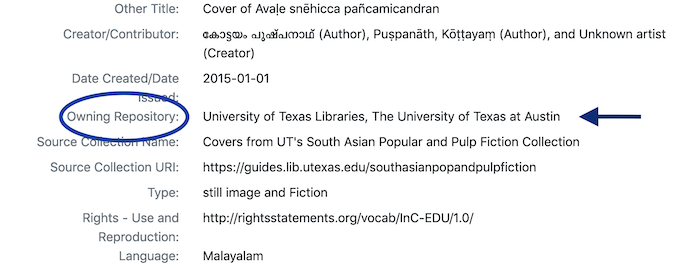 Other Title: Cover of Avaḷe snēhicca pañcamicandran
Creator/Contributor: കോട്ടയം പുഷ്പനാഥ് (Author), Puṣpanāth, Kōṭṭayaṃ (Author), and Unknown artist
(Creator)
Date Created/Date 2015-01-01
Issued:
Owning Repository: University of Texas Libraries, The University of Texas at Austin
Source Collection Name: Covers from UT's South Asian Popular and Pulp Fiction Collection
Source Collection URI: https://guides.lib.utexas.edu/southasianpopandpulpfiction
Type: still image and Fiction
Rights - Use and http://rightsstatements.org/vocab/InC-EDU/1.0/
Reproduction:
Language: Malayalam